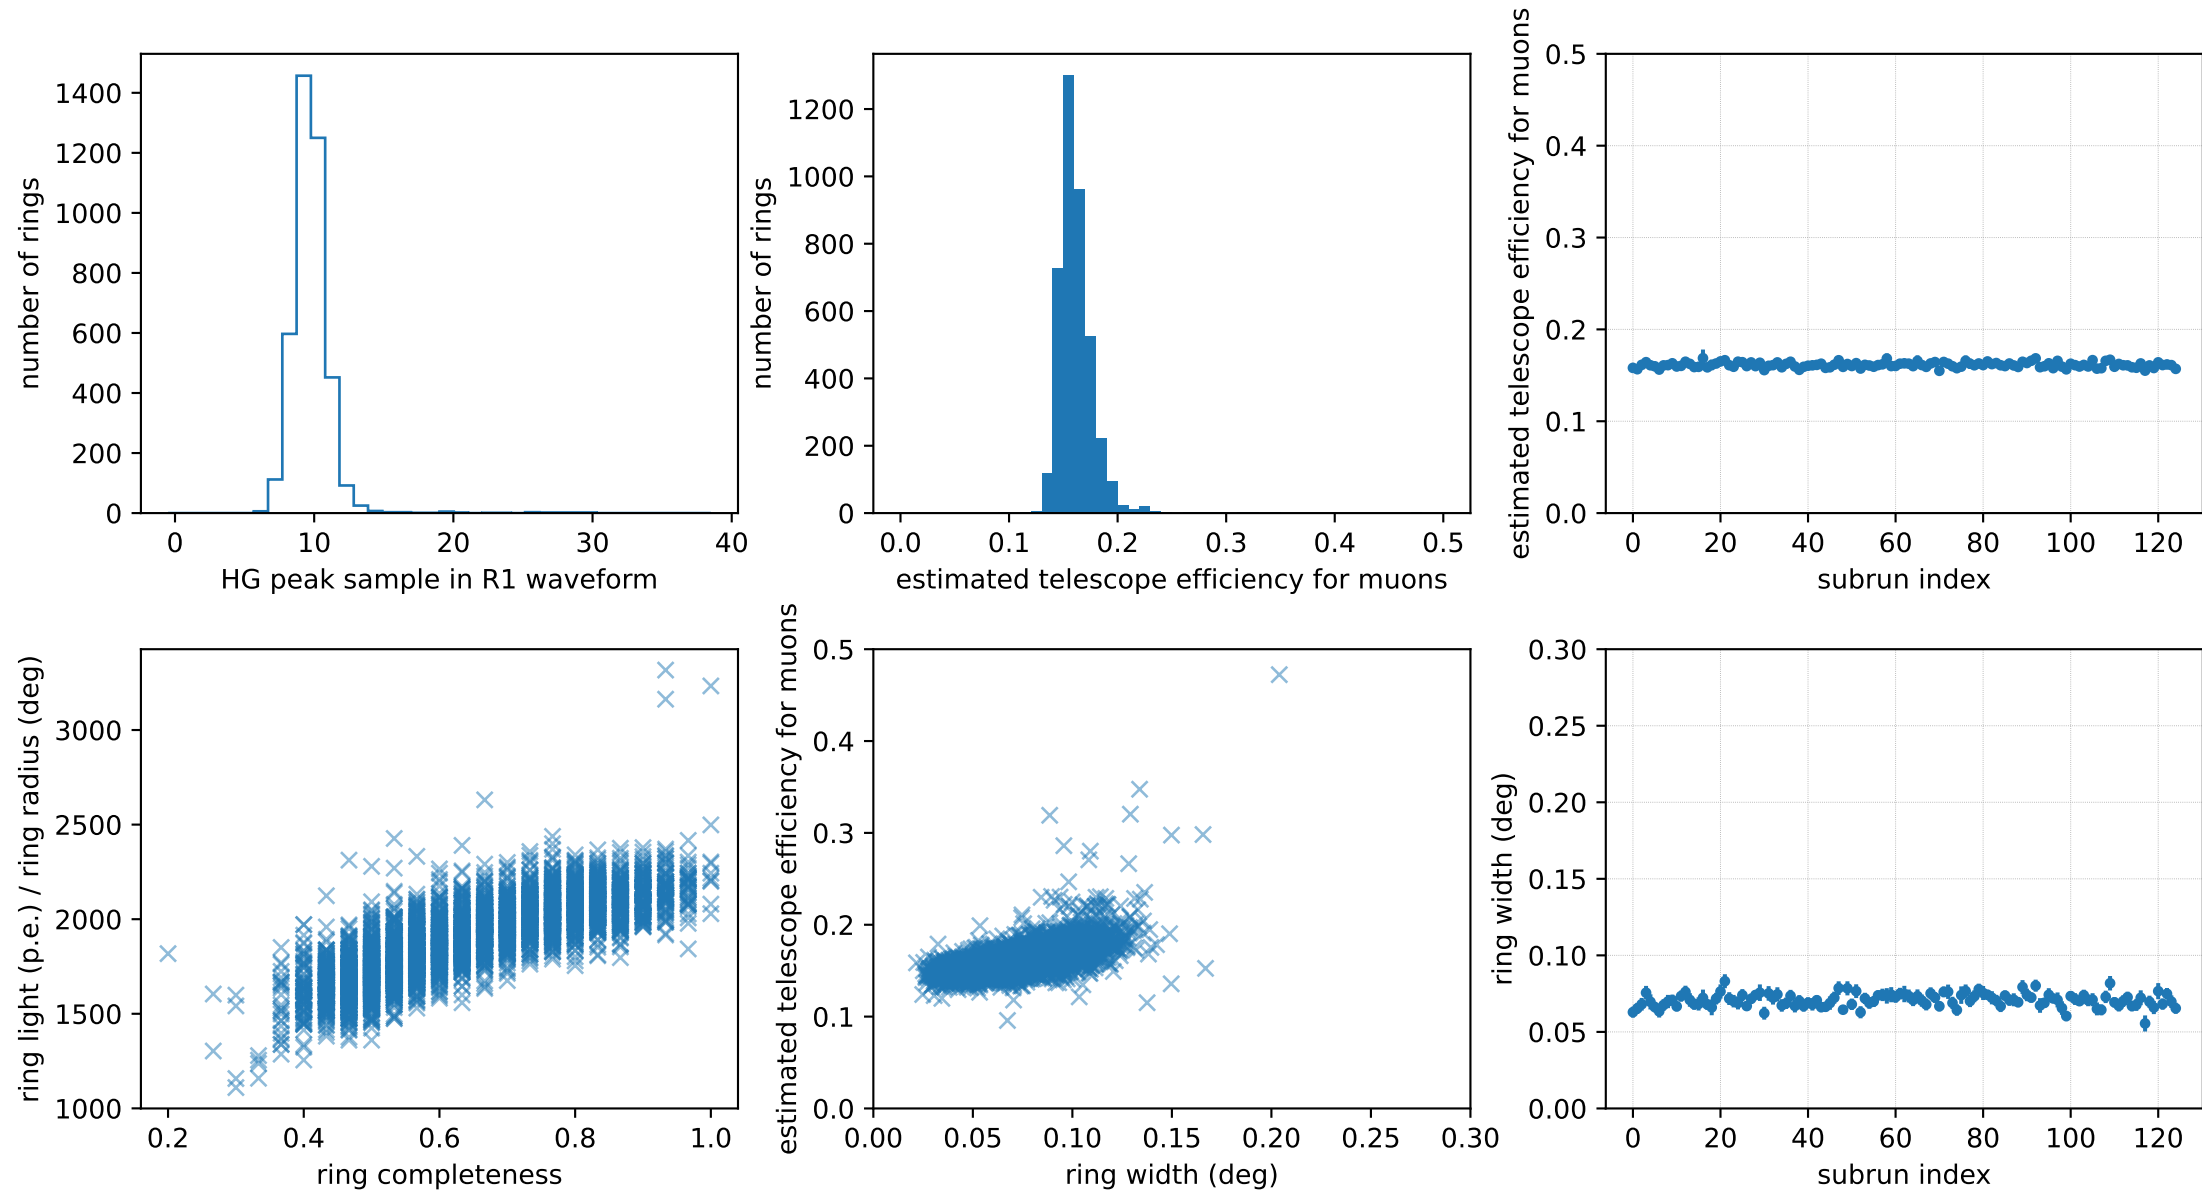 number of rings
1400
1200
1000
800
600
400
200
0
0 10 20 30 40
HG peak sample in R1 waveform
number of rings
1200
1000
800
600
400
200
0
0.0 0.1 0.2 0.3 0.4 0.5
estimated telescope efficiency for muons
estimated telescope efficiency for muons
0.5
0.4
0.3
0.2
0.1
0.0
0 20 40 60 80 100 120
subrun index
ring light (p.e.) / ring radius (deg)
3000
2500
2000
1500
1000
0.2 0.4 0.6 0.8 1.0
ring completeness
estimated telescope efficiency for muons
0.5
0.4
0.3
0.2
0.1
0.0
0.00 0.05 0.10 0.15 0.20 0.25 0.30
ring width (deg)
ring width (deg)
0.30
0.25
0.20
0.15
0.10
0.05
0.00
0 20 40 60 80 100 120
subrun index